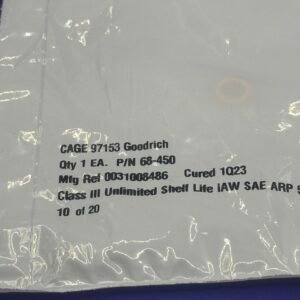 CAGE 97153 Goodrich
Qty 1 EA. P/N 68-450
Mfg Ref 0031008486 Cured 1Q23
Class III Unlimited Shelf Life IAW SAE ARP
10 of 20